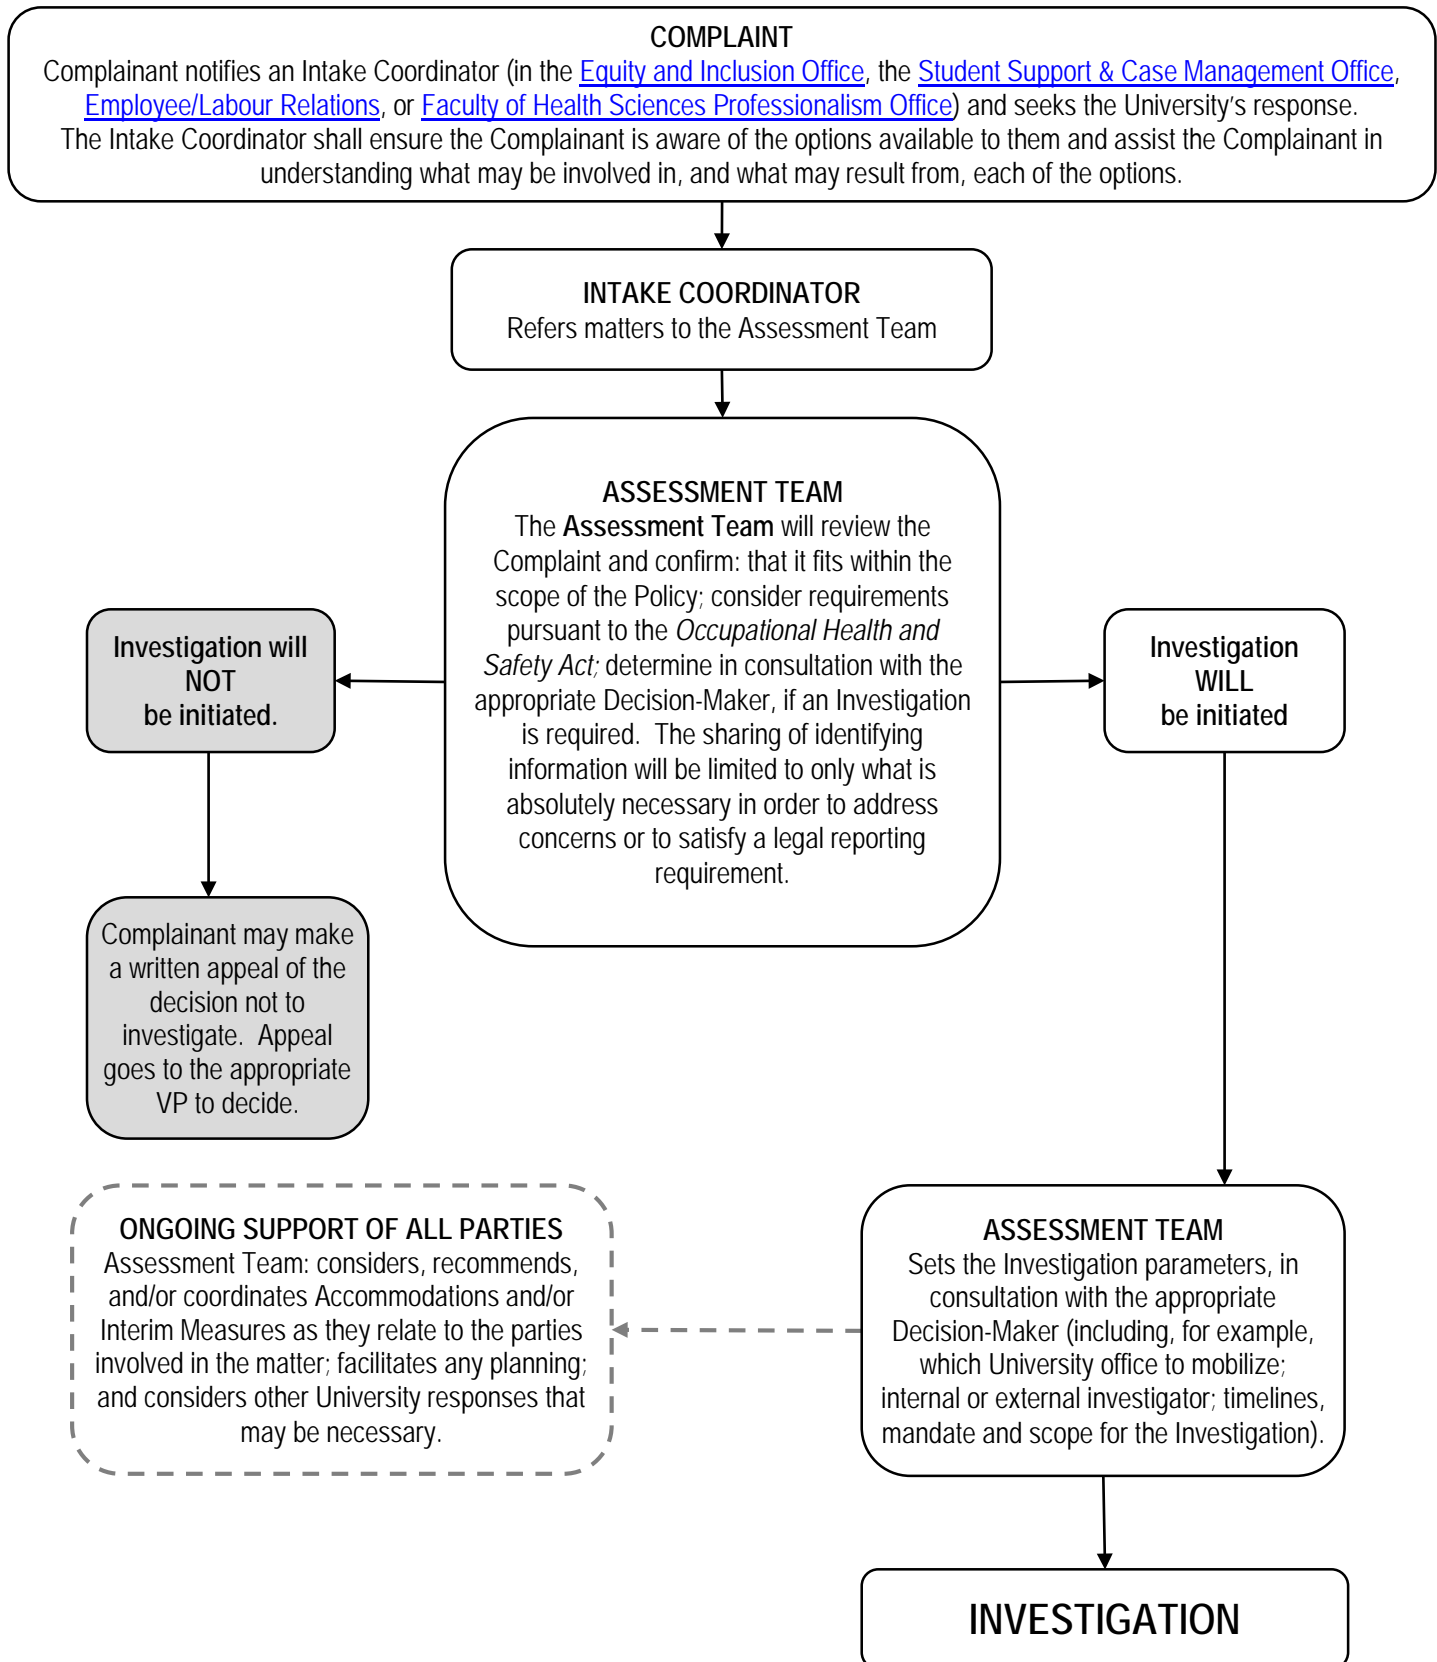 COMPLAINT
Complainant notifies an Intake Coordinator (in the Equity and Inclusion Office, the Student Support & Case Management Office,
Employee/Labour Relations, or Faculty of Health Sciences Professionalism Office) and seeks the University's response.
The Intake Coordinator shall ensure the Complainant is aware of the options available to them and assist the Complainant in
understanding what may be involved in, and what may result from, each of the options.
INTAKE COORDINATOR
Refers matters to the Assessment Team
ASSESSMENT TEAM
The Assessment Team will review the
Complaint and confirm: that it fits within the
scope of the Policy; consider requirements
pursuant to the Occupational Health and
Safety Act; determine in consultation with the
appropriate Decision-Maker, if an Investigation
is required. The sharing of identifying
information will be limited to only what is
absolutely necessary in order to address
concerns or to satisfy a legal reporting
requirement.
Investigation will
NOT
be initiated.
Investigation
WILL
be initiated
Complainant may make
a written appeal of the
decision not to
investigate. Appeal
goes to the appropriate
VP to decide.
ONGOING SUPPORT OF ALL PARTIES
Assessment Team: considers, recommends,
and/or coordinates Accommodations and/or
Interim Measures as they relate to the parties
involved in the matter; facilitates any planning;
and considers other University responses that
may be necessary.
ASSESSMENT TEAM
Sets the Investigation parameters, in
consultation with the appropriate
Decision-Maker (including, for example,
which University office to mobilize;
internal or external investigator; timelines,
mandate and scope for the Investigation).
INVESTIGATION